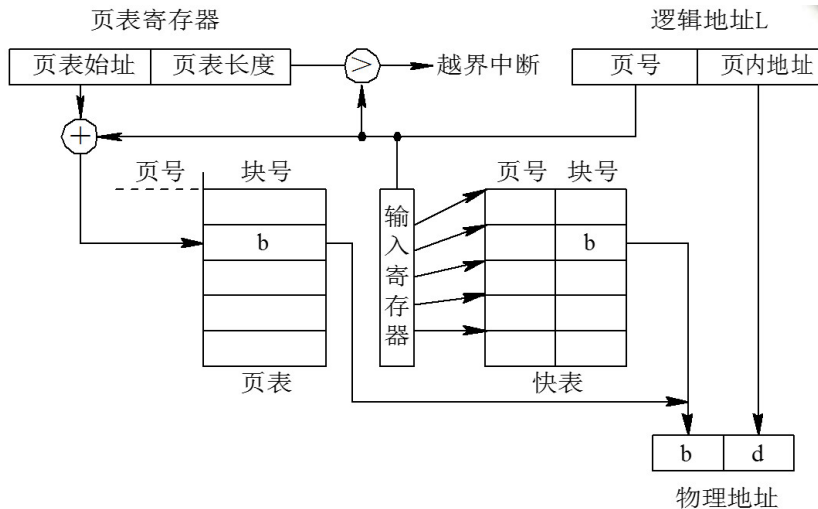 页表寄存器
逻辑地址L
页表始址 页表长度
>
越界中断
页号 页内地址
+
页号 块号
输入寄存器
页号 块号
b
b
页表
快表
b d
物理地址